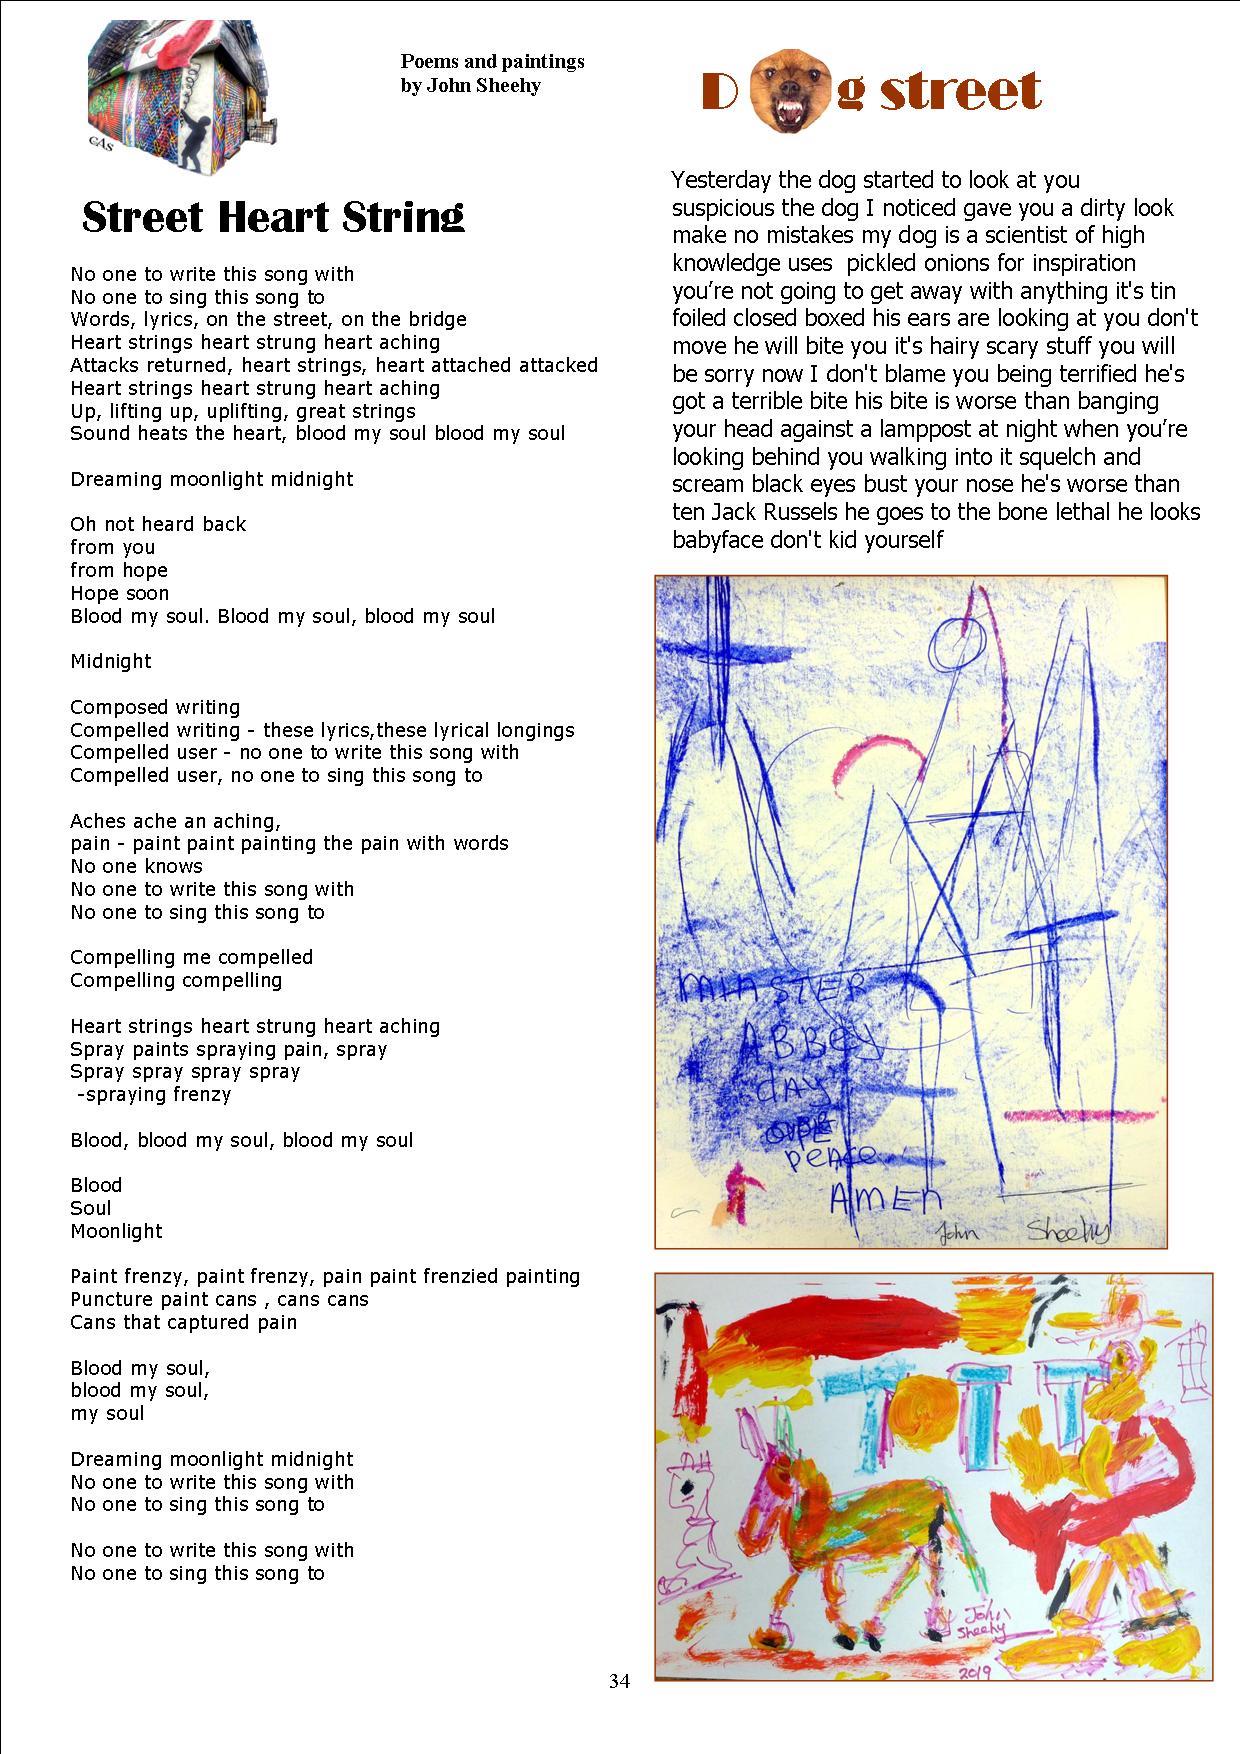 CAS
Poems and paintings
by John Sheehy
Street Heart String
No one to write this song with
No one to sing this song to
Words, lyrics, on the street, on the bridge
Heart strings heart strung heart aching
Attacks returned, heart strings, heart attached attacked
Heart strings heart strung heart aching
Up, lifting up, uplifting, great strings
Sound heats the heart, blood my soul blood my soul
Dreaming moonlight midnight
Oh not heard back
from you
from hope
Hope soon
Blood my soul. Blood my soul, blood my soul
Midnight
Composed writing
Compelled writing - these lyrics,these lyrical longings
Compelled user - no one to write this song with
Compelled user, no one to sing this song to
Aches ache an aching,
pain - paint paint painting the pain with words
No one knows
No one to write this song with
No one to sing this song to
Compelling me compelled
Compelling compelling
Heart strings heart strung heart aching
Spray paints spraying pain, spray
Spray spray spray spray
-spraying frenzy
Blood, blood my soul, blood my soul
Blood
Soul
Moonlight
Paint frenzy, paint frenzy, pain paint frenzied painting
Puncture paint cans , cans cans
Cans that captured pain
Blood my soul,
blood my soul,
my soul
Dreaming moonlight midnight
No one to write this song with
No one to sing this song to
No one to write this song with
No one to sing this song to
D g street
Yesterday the dog started to look at you
suspicious the dog I noticed gave you a dirty look
make no mistakes my dog is a scientist of high
knowledge uses  pickled onions for inspiration
you’re not going to get away with anything it's tin
foiled closed boxed his ears are looking at you don't
move he will bite you it's hairy scary stuff you will
be sorry now I don't blame you being terrified he's
got a terrible bite his bite is worse than banging
your head against a lamppost at night when you’re
looking behind you walking into it squelch and
scream black eyes bust your nose he's worse than
ten Jack Russels he goes to the bone lethal he looks
babyface don't kid yourself
minSTER
ABBey
dAy
peAce
AMEn
John Sheehy
John
Sheehy
2019
34